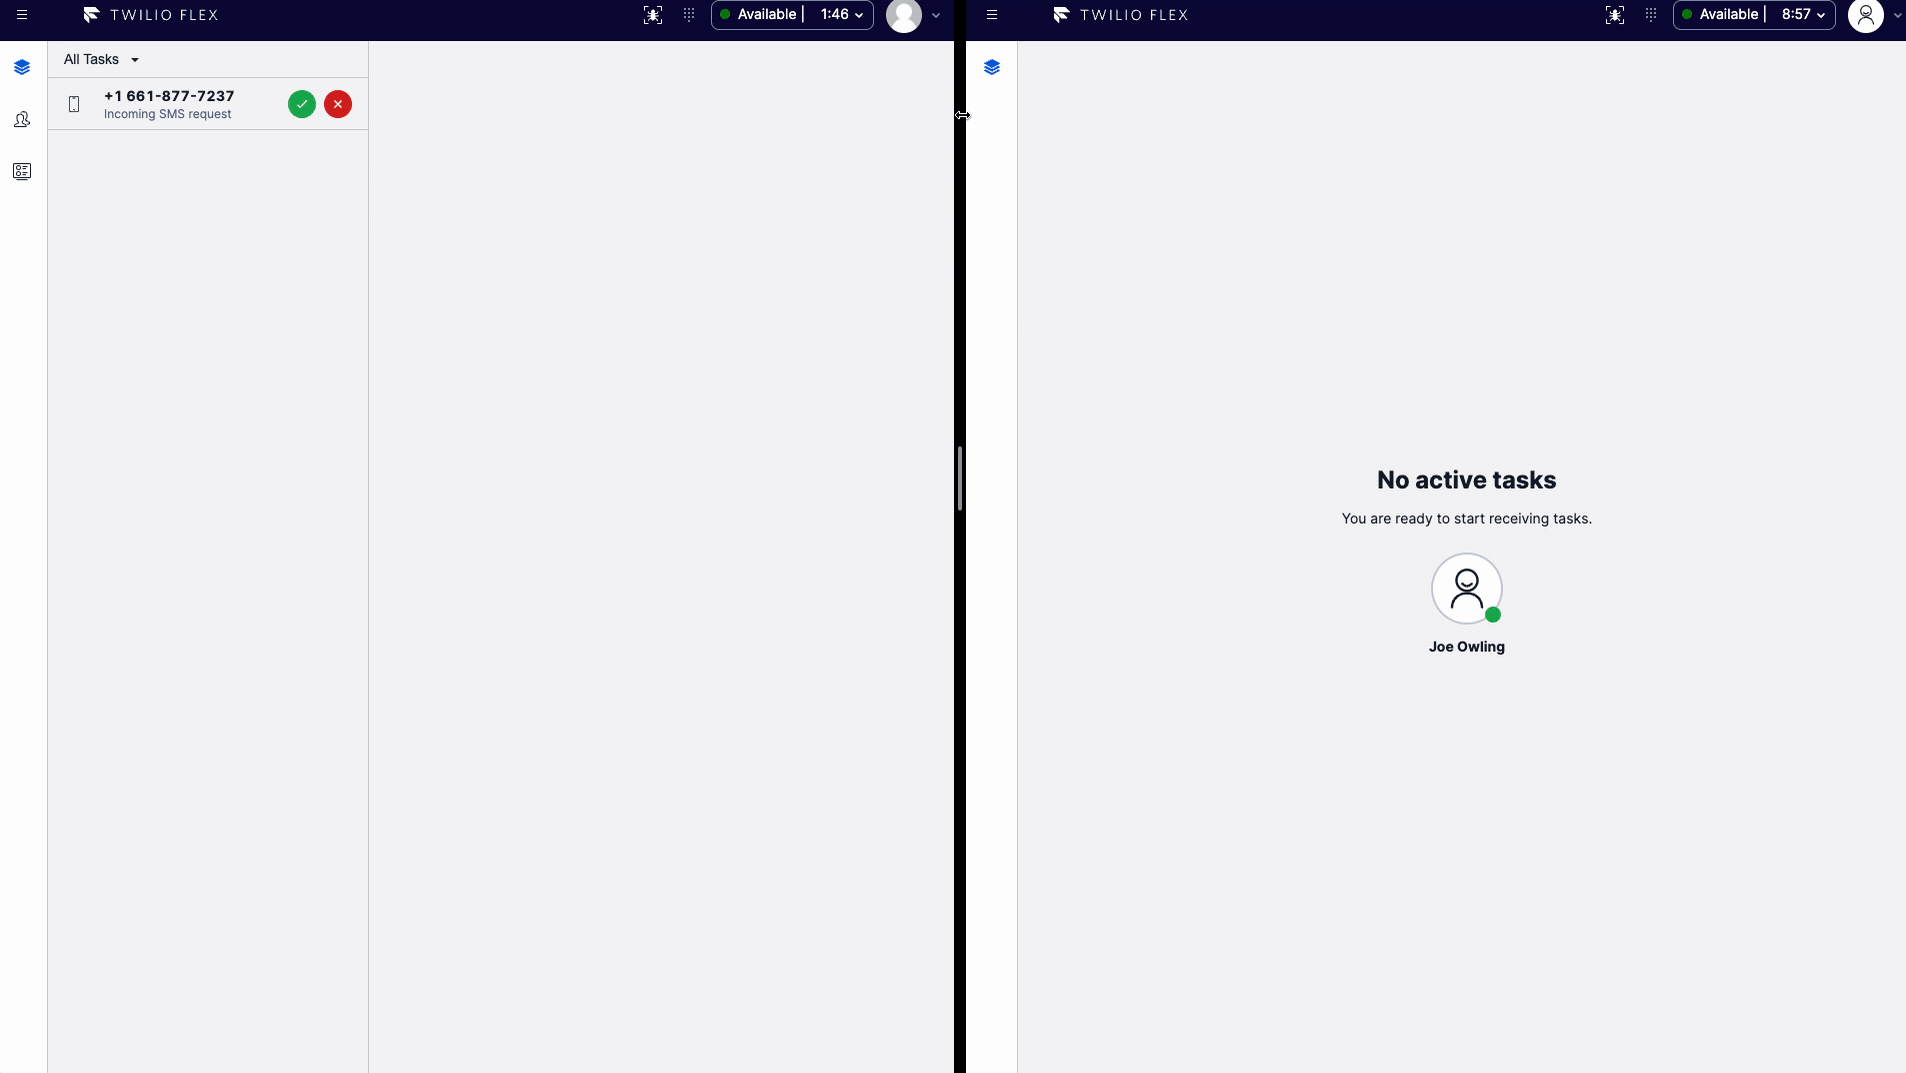 TWILIO FLEX
Available | 1:46
All Tasks
+1 661-877-7237
Incoming SMS request
TWILIO FLEX
Available | 8:57
No active tasks
You are ready to start receiving tasks.
Joe Owling